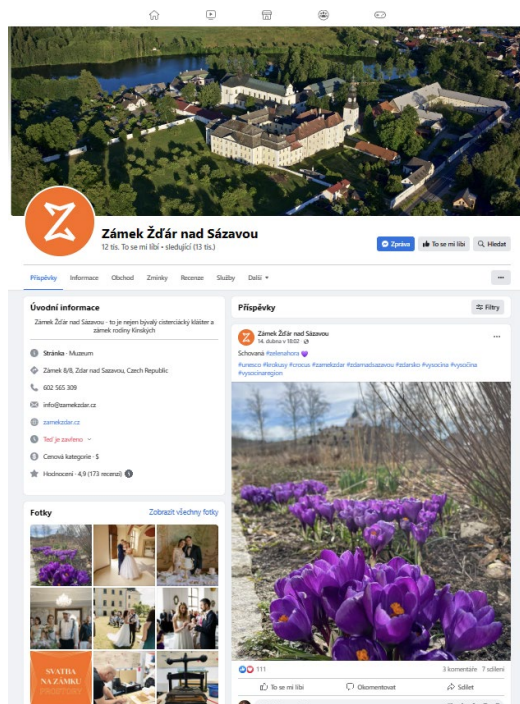 Zámek Žďár nad Sázavou
12 tis. To se mi líbí • sledující (13 tis.)
Zpráva
To se mi líbí
Hledat
Příspěvky
Informace
Obchod
Zmínky
Recenze
Služby
Další
Úvodní informace
Zámek Žďár nad Sázavou - to je nejen bývalý cisterciácký klášter a
zámek rodiny Kinských
Stránka · Muzeum
Zámek 8/8, Zdar nad Sazavou, Czech Republic
602 565 309
info@zamekzdar.cz
zamekzdar.cz
Teď je zavřeno
Cenová kategorie · $
Hodnocení · 4,9 (173 recenzí)
Fotky
Zobrazit všechny fotky
SVATBA
NA ZÁMKU
PROSTORY
Příspěvky
Filtry
Zámek Žďár nad Sázavou
14. dubna v 18:02
Schovaná #zelenahora
#unesco #krokusy #crocus #zamekzdar #zdarnadsazavou #zdarsko #vysocina #vysočina
#vysocinaregion
111
3 komentáře 7 sdílení
To se mi líbí
Okomentovat
Sdílet